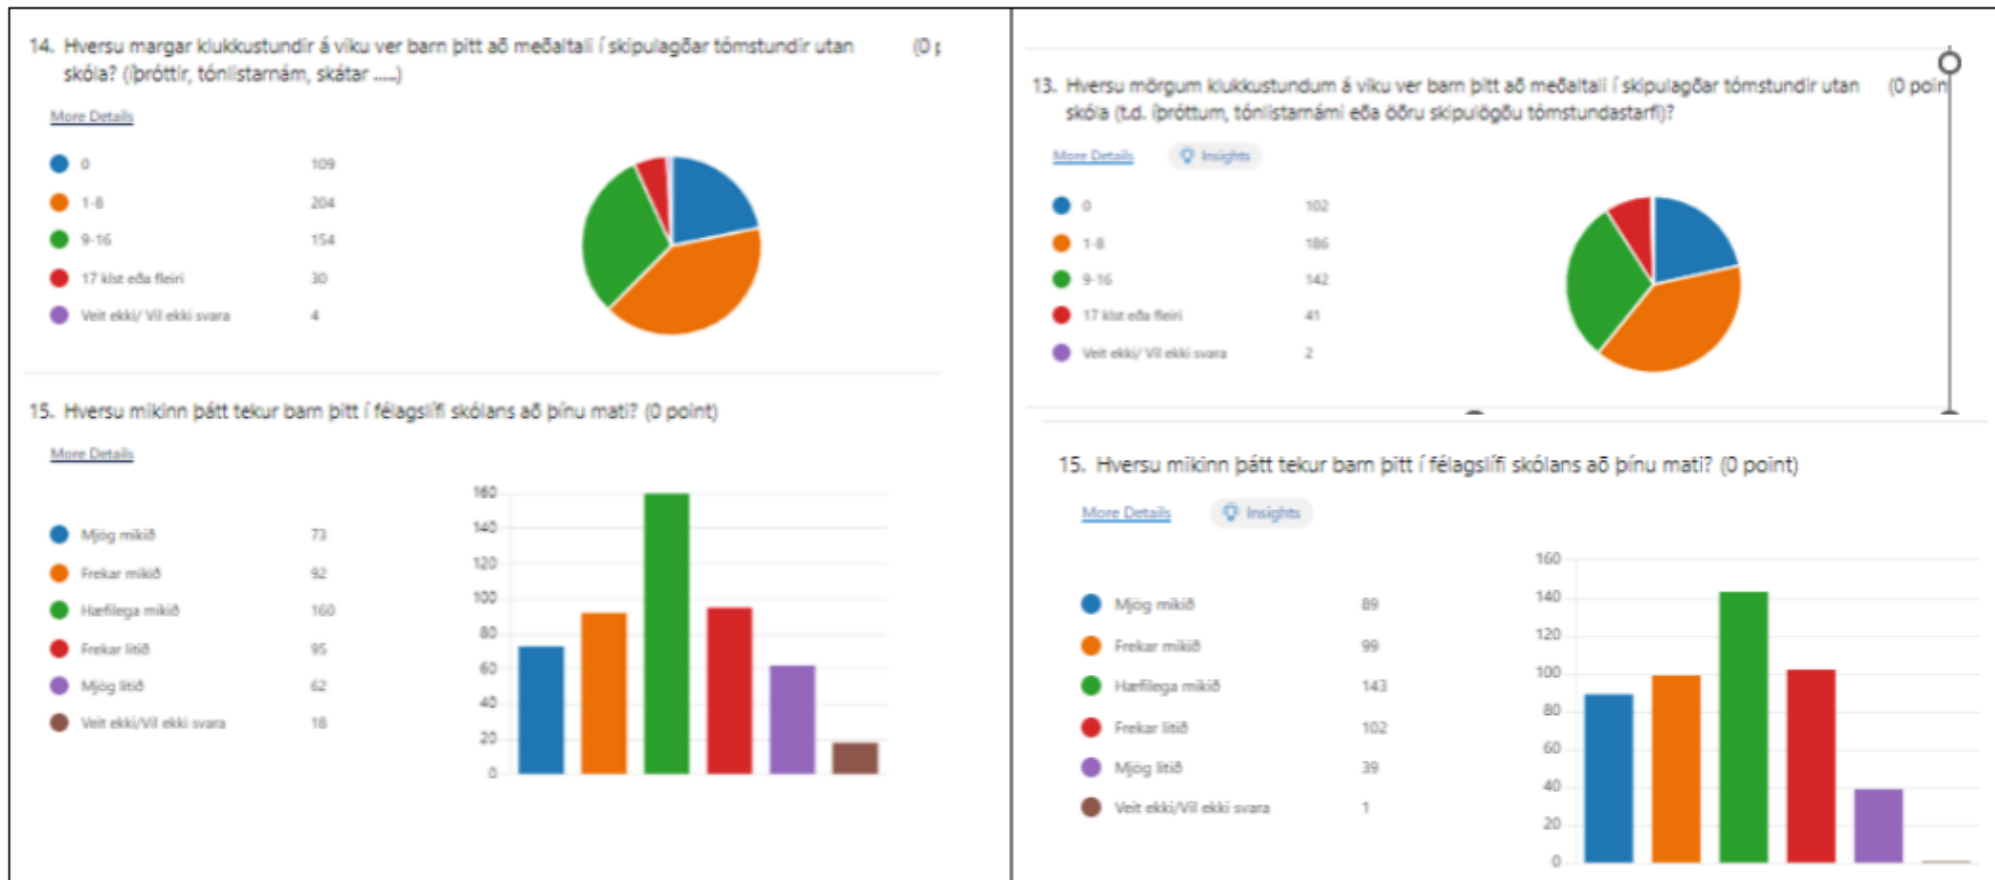 14. Hversu margar klukkustundir á viku ver barn þitt að meðaltali í skipulagðar tómstundir utan (0 p
skóla? (íþróttir, tónlistarnám, skátar .....)
More Details
0 109
1-8 204
9-16 154
17 klst eða fleiri 30
Veit ekki/ Vil ekki svara 4
15. Hversu mikinn þátt tekur barn þitt í félagslífi skólans að þínu mati? (0 point)
More Details
Mjög mikið 73
Frekar mikið 92
Hæfilega mikið 160
Frekar lítið 95
Mjög lítið 62
Veit ekki/Vil ekki svara 18
160
140
120
100
80
60
40
20
0
13. Hversu mörgum klukkustundum á viku ver barn þitt að meðaltali í skipulagðar tómstundir utan (0 poin
skóla (t.d. íþróttum, tónlistarnámi eða öðru skipulögðu tómstundastarfi)?
More Details Insights
0 102
1-8 186
9-16 142
17 klst eða fleiri 41
Veit ekki/ Vil ekki svara 2
15. Hversu mikinn þátt tekur barn þitt í félagslífi skólans að þínu mati? (0 point)
More Details Insights
Mjög mikið 89
Frekar mikið 99
Hæfilega mikið 143
Frekar lítið 102
Mjög lítið 39
Veit ekki/Vil ekki svara 1
160
140
120
100
80
60
40
20
0